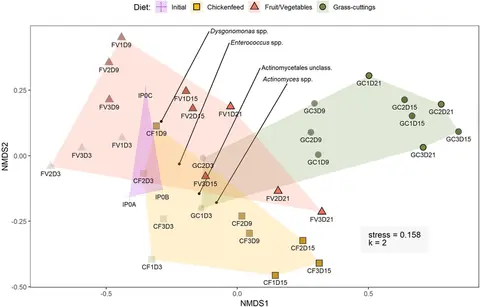 Diet: Initial Chickenfeed Fruit/Vegetables Grass-cuttings
Dysgonomonas spp.
Enterococcus spp.
Actinomycetales unclass.
Actinomyces spp.
FV1D9
FV2D9
FV3D9
IP0C
FV1D15
FV2D15
FV1D21
CF1D9
FV1D3
FV3D3
FV2D3
CF2D3
GC2D3
FV3D15
IP0A
IP0B
GC1D3
FV2D21
FV3D21
CF3D3
CF2D9
CF3D9
CF1D3
CF2D15
CF3D15
CF1D15
GC1D21
GC3D9
GC2D15
GC2D21
GC1D15
GC2D9
GC3D15
GC1D9
GC3D21
stress = 0.158
k = 2
0.25
0.00
-0.25
-0.50
NMDS2
-0.5
0.0
0.5
NMDS1